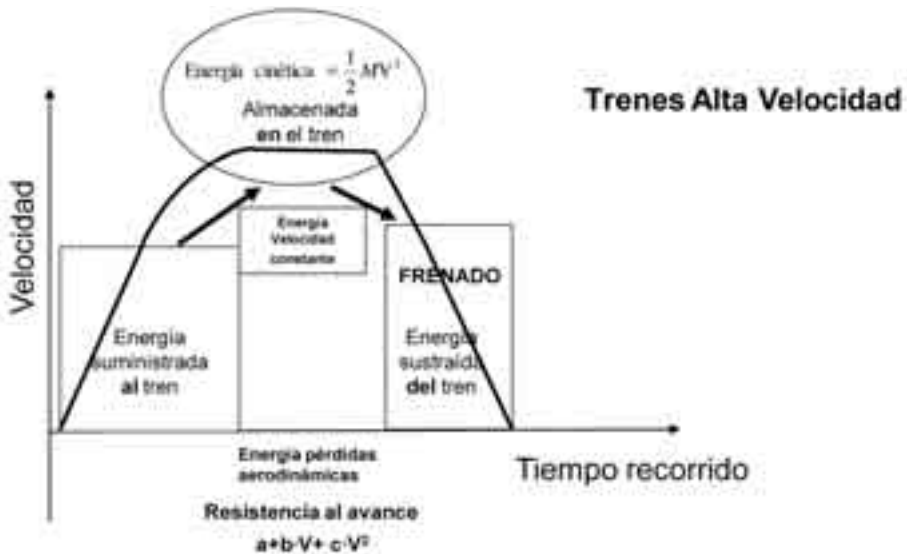 Energía cinética = 1/2 MV²
Almacenada
en el tren
Trenes Alta Velocidad
Velocidad
Energía
Velocidad
constante
FRENADO
Energía
suministrada
al tren
Energía
sustraída
del tren
Energía pérdidas
aerodinámicas
Tiempo recorrido
Resistencia al avance
a+b·V+ c·V²